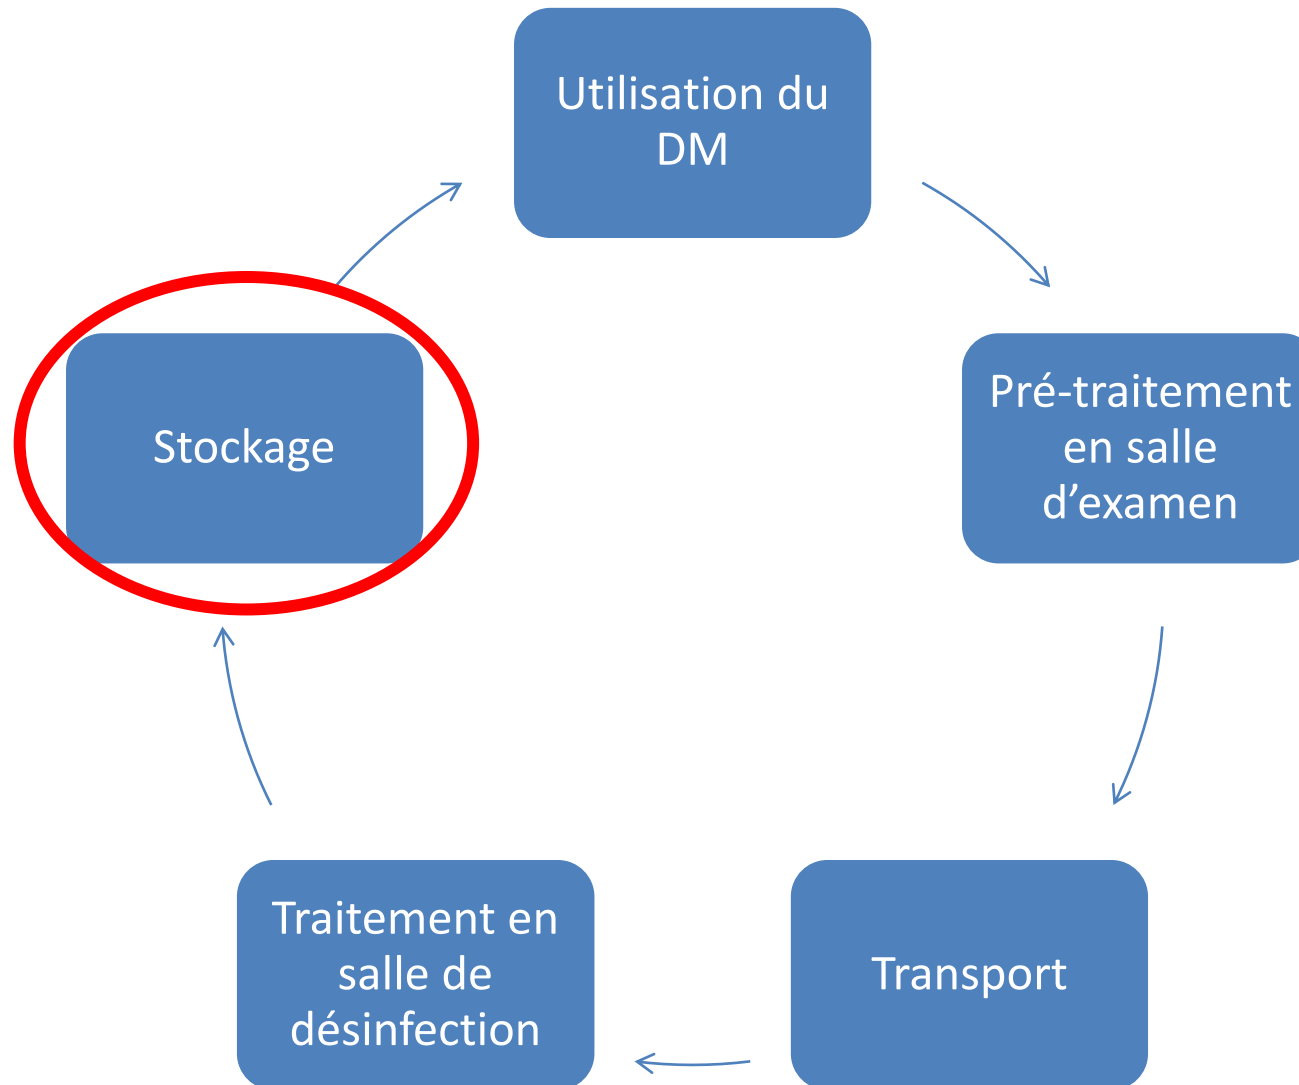 Utilisation du
DM
Pré-traitement
en salle
d’examen
Transport
Traitement en
salle de
désinfection
Stockage